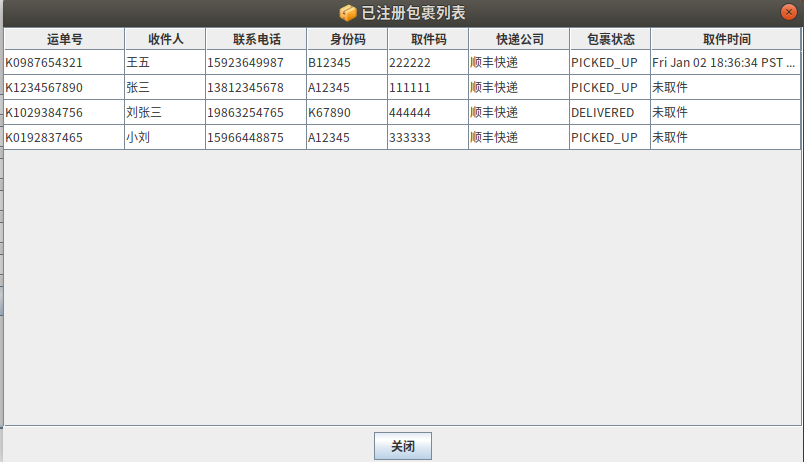 已注册包裹列表
运单号 收件人 联系电话 身份码 取件码 快递公司 包裹状态 取件时间
K0987654321 王五 15923649987 B12345 222222 顺丰快递 PICKED_UP Fri Jan 02 18:36:34 PST ...
K1234567890 张三 13812345678 A12345 111111 顺丰快递 PICKED_UP 未取件
K1029384756 刘张三 19863254765 K67890 444444 顺丰快递 DELIVERED 未取件
K0192837465 小刘 15966448875 A12345 333333 顺丰快递 PICKED_UP 未取件
关闭